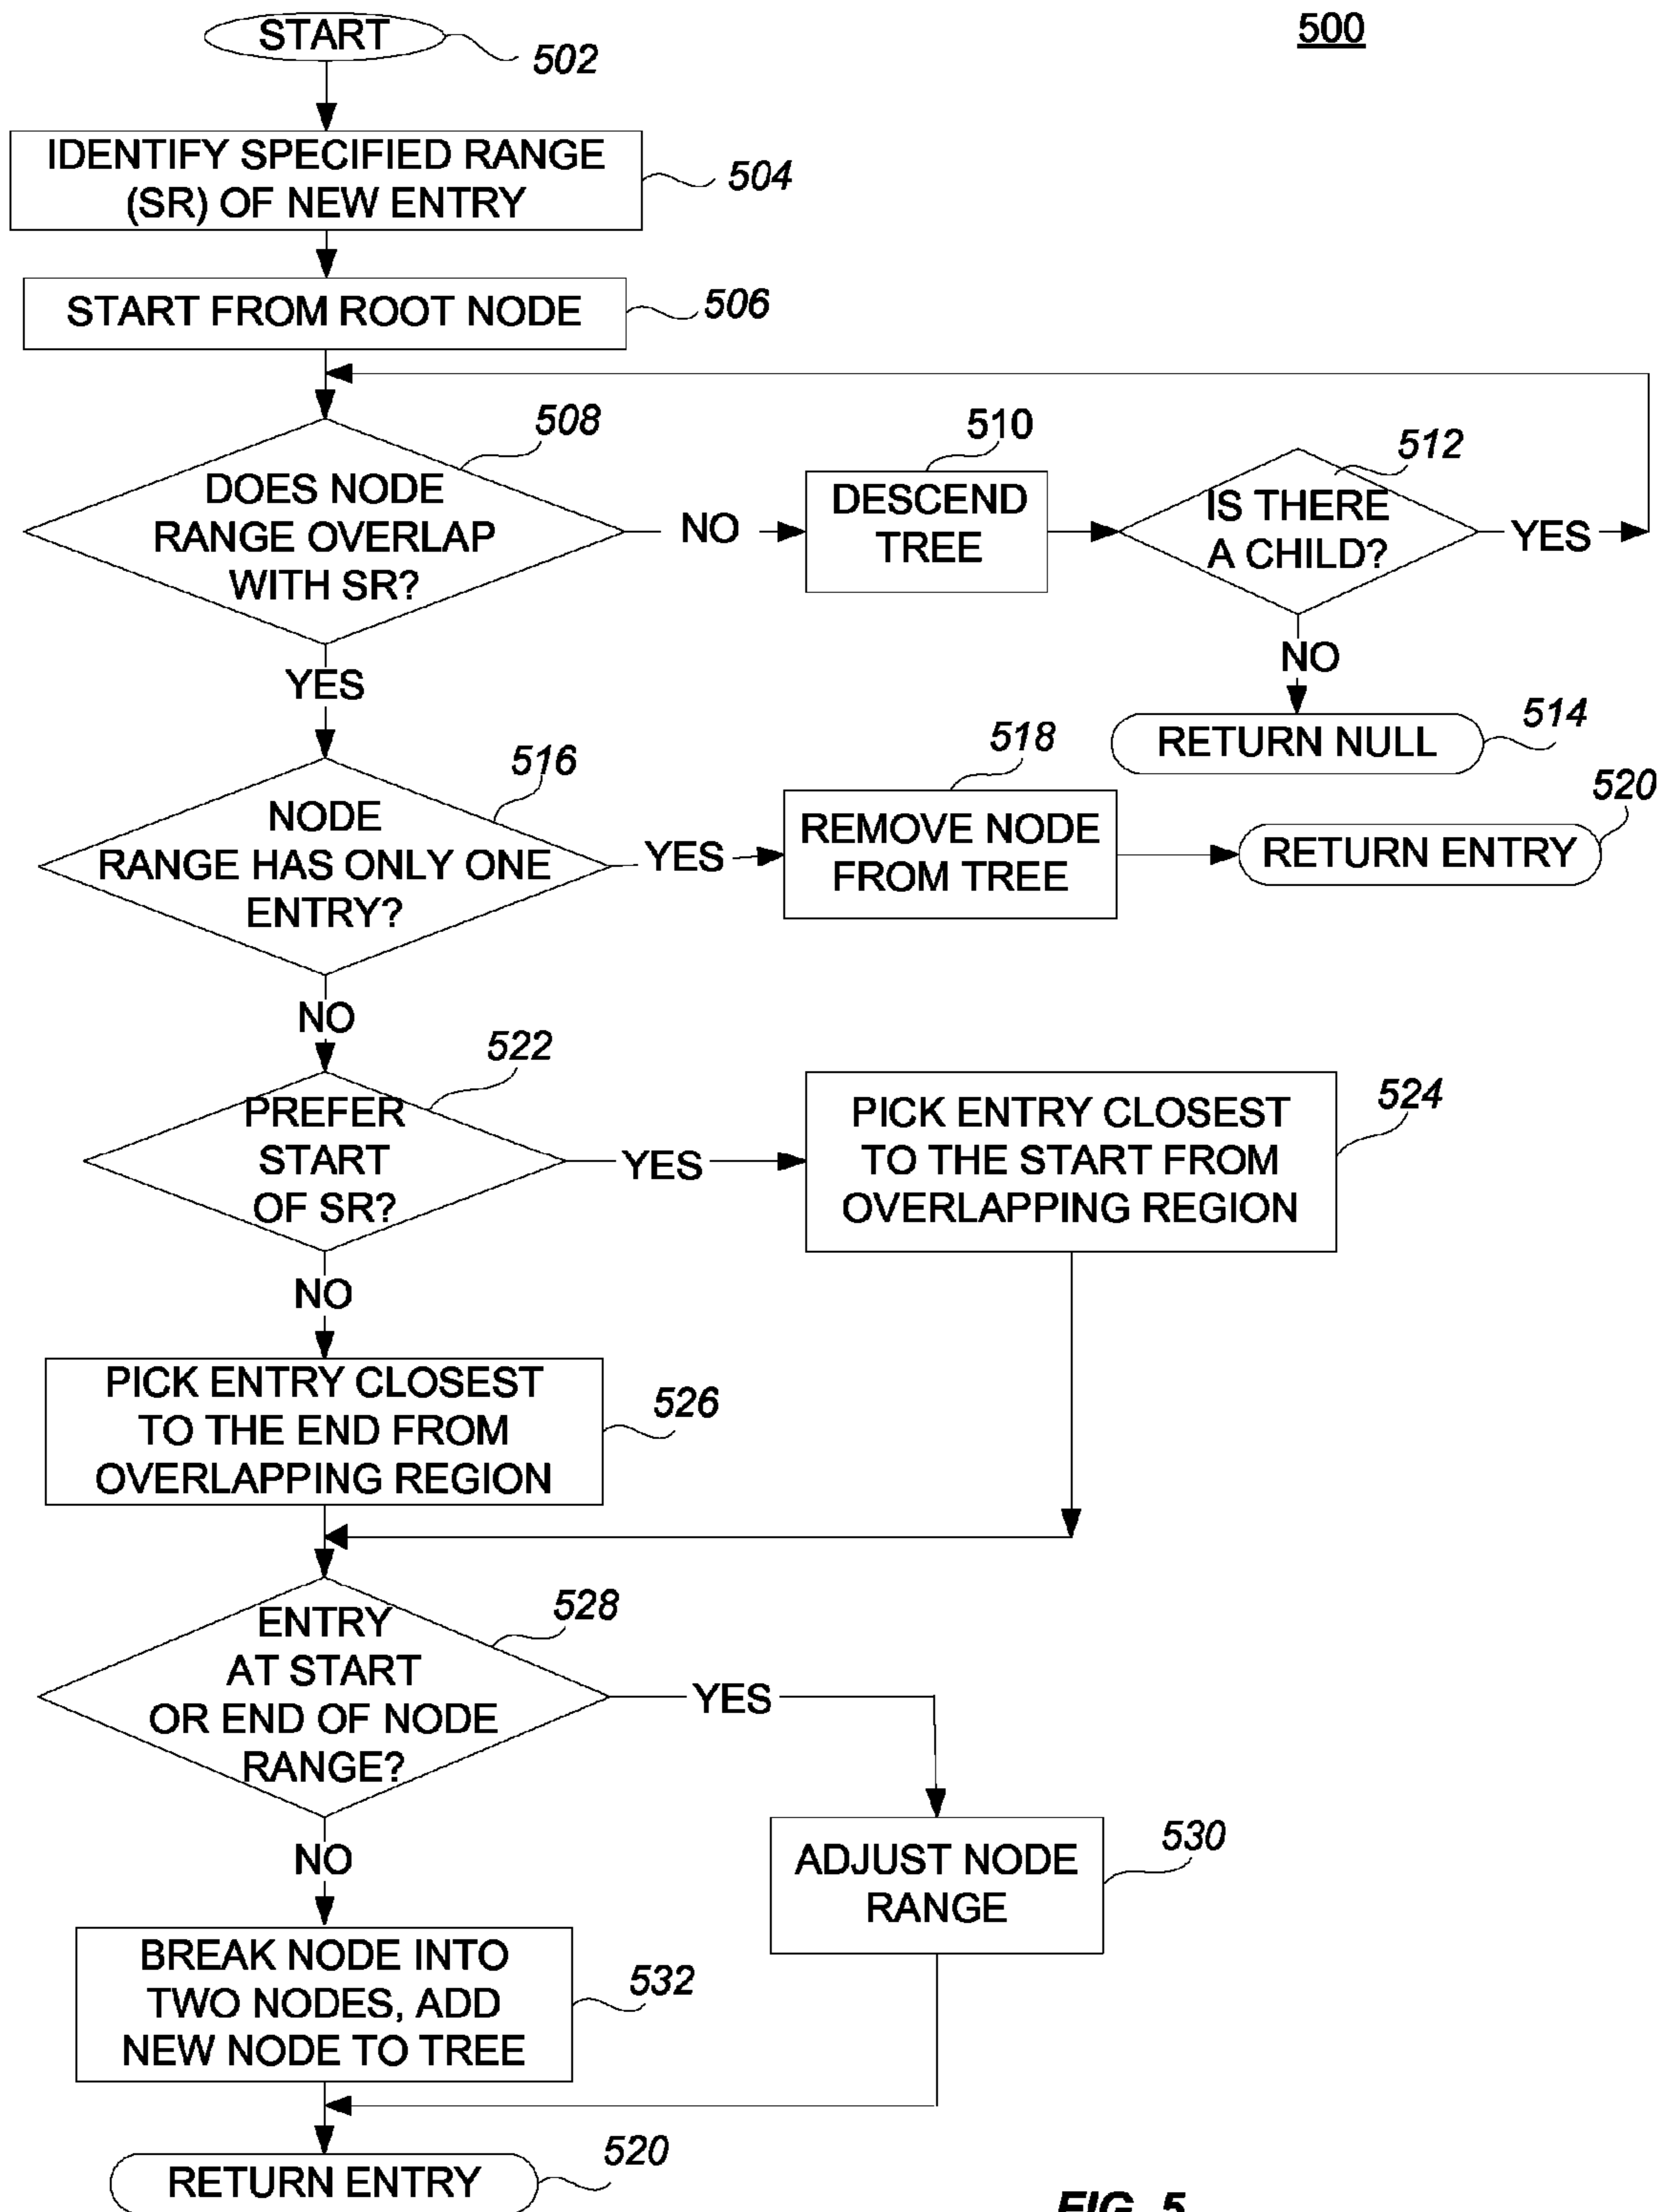 START
502
500
IDENTIFY SPECIFIED RANGE
(SR) OF NEW ENTRY
504
START FROM ROOT NODE
506
508
DOES NODE
RANGE OVERLAP
WITH SR?
NO
510
DESCEND
TREE
512
IS THERE
A CHILD?
YES
NO
RETURN NULL
514
YES
516
NODE
RANGE HAS ONLY ONE
ENTRY?
YES
518
REMOVE NODE
FROM TREE
520
RETURN ENTRY
NO
522
PREFER
START
OF SR?
YES
524
PICK ENTRY CLOSEST
TO THE START FROM
OVERLAPPING REGION
NO
PICK ENTRY CLOSEST
TO THE END FROM
OVERLAPPING REGION
526
528
ENTRY
AT START
OR END OF NODE
RANGE?
YES
530
ADJUST NODE
RANGE
NO
BREAK NODE INTO
TWO NODES, ADD
NEW NODE TO TREE
532
RETURN ENTRY
520
FIG. 5